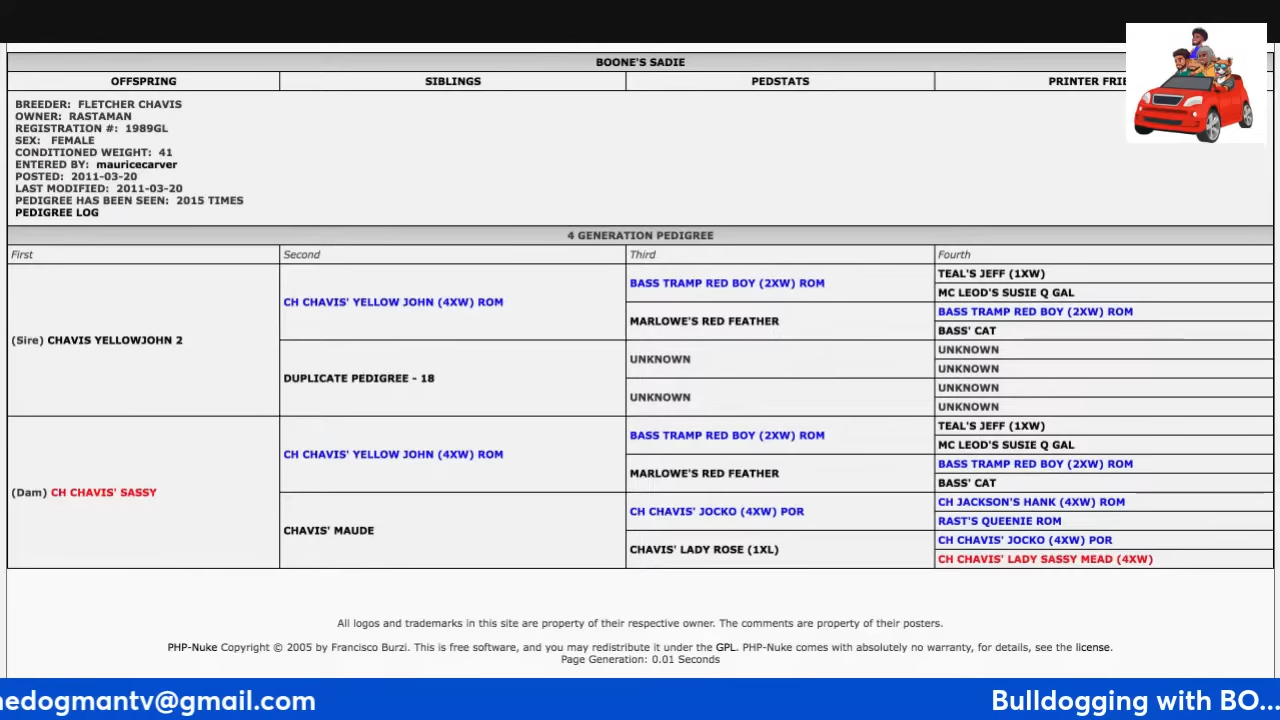 BOONE'S SADIE
OFFSPRING SIBLINGS PEDSTATS PRINTER FRIE
BREEDER: FLETCHER CHAVIS
OWNER: RASTAMAN
REGISTRATION #: 1989GL
SEX: FEMALE
CONDITIONED WEIGHT: 41
ENTERED BY: mauricecarver
POSTED: 2011-03-20
LAST MODIFIED: 2011-03-20
PEDIGREE HAS BEEN SEEN: 2015 TIMES
PEDIGREE LOG
4 GENERATION PEDIGREE
First Second Third Fourth
(Sire) CHAVIS YELLOWJOHN 2
CH CHAVIS' YELLOW JOHN (4XW) ROM
BASS TRAMP RED BOY (2XW) ROM
TEAL'S JEFF (1XW)
MC LEOD'S SUSIE Q GAL
MARLOWE'S RED FEATHER
BASS TRAMP RED BOY (2XW) ROM
BASS' CAT
DUPLICATE PEDIGREE - 18
UNKNOWN
UNKNOWN
UNKNOWN
UNKNOWN
UNKNOWN
UNKNOWN
(Dam) CH CHAVIS' SASSY
CH CHAVIS' YELLOW JOHN (4XW) ROM
BASS TRAMP RED BOY (2XW) ROM
TEAL'S JEFF (1XW)
MC LEOD'S SUSIE Q GAL
MARLOWE'S RED FEATHER
BASS TRAMP RED BOY (2XW) ROM
BASS' CAT
CHAVIS' MAUDE
CH CHAVIS' JOCKO (4XW) POR
CH JACKSON'S HANK (4XW) ROM
RAST'S QUEENIE ROM
CHAVIS' LADY ROSE (1XL)
CH CHAVIS' JOCKO (4XW) POR
CH CHAVIS' LADY SASSY MEAD (4XW)
All logos and trademarks in this site are property of their respective owner. The comments are property of their posters.
PHP-Nuke Copyright © 2005 by Francisco Burzi. This is free software, and you may redistribute it under the GPL. PHP-Nuke comes with absolutely no warranty, for details, see the license.
Page Generation: 0.01 Seconds
nedogmantv@gmail.com Bulldogging with BO...